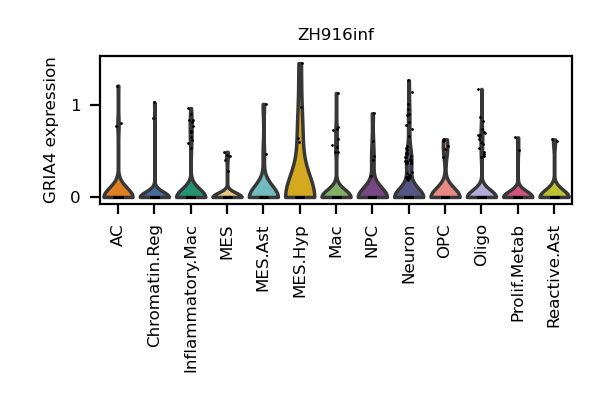 ZH916inf
GRIA4 expression
1
0
AC
Chromatin.Reg
Inflammatory.Mac
MES
MES.Ast
MES.Hyp
Mac
NPC
Neuron
OPC
Oligo
Prolif.Metab
Reactive.Ast